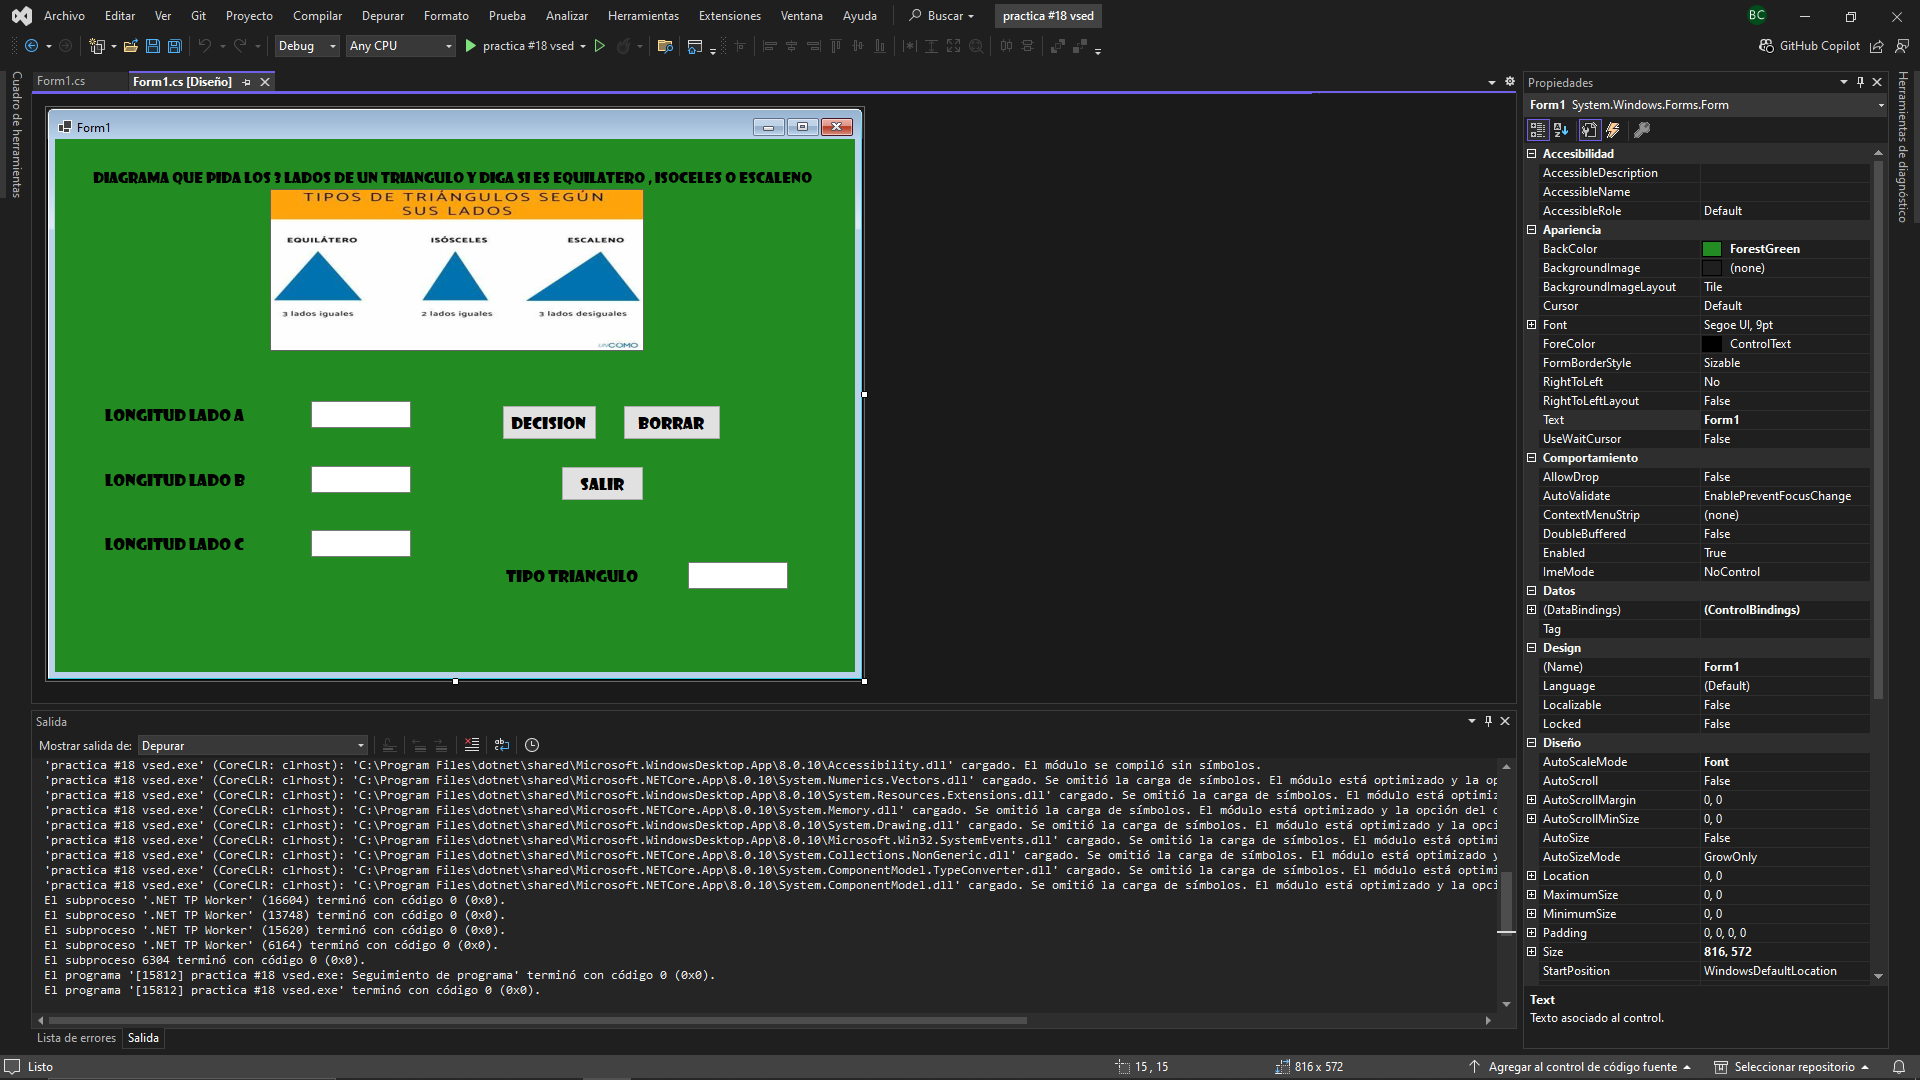 Archivo Editar Ver Git Proyecto Compilar Depurar Formato Prueba Analizar Herramientas Extensiones Ventana Ayuda Buscar practica #18 vsed BC
Debug Any CPU practica #18 vsed GitHub Copilot
Cuadro de herramientas
Form1.cs Form1.cs [Diseño]
Form1
DIAGRAMA QUE PIDA LOS 3 LADOS DE UN TRIANGULO Y DIGA SI ES EQUILATERO , ISOCELES O ESCALENO
TIPOS DE TRIÁNGULOS SEGÚN
SUS LADOS
EQUILÁTERO ISÓSCELES ESCALENO
3 lados iguales 2 lados iguales 3 lados desiguales
UNCOMO
LONGITUD LADO A
DECISION BORRAR
LONGITUD LADO B
SALIR
LONGITUD LADO C
TIPO TRIANGULO
Salida
Mostrar salida de: Depurar
'practica #18 vsed.exe' (CoreCLR: clrhost): 'C:\Program Files\dotnet\shared\Microsoft.WindowsDesktop.App\8.0.10\Accessibility.dll' cargado. El módulo se compiló sin símbolos.
'practica #18 vsed.exe' (CoreCLR: clrhost): 'C:\Program Files\dotnet\shared\Microsoft.NETCore.App\8.0.10\System.Numerics.Vectors.dll' cargado. Se omitió la carga de símbolos. El módulo está optimizado y la op
'practica #18 vsed.exe' (CoreCLR: clrhost): 'C:\Program Files\dotnet\shared\Microsoft.WindowsDesktop.App\8.0.10\System.Resources.Extensions.dll' cargado. Se omitió la carga de símbolos. El módulo está optimiz
'practica #18 vsed.exe' (CoreCLR: clrhost): 'C:\Program Files\dotnet\shared\Microsoft.NETCore.App\8.0.10\System.Memory.dll' cargado. Se omitió la carga de símbolos. El módulo está optimizado y la opción del d
'practica #18 vsed.exe' (CoreCLR: clrhost): 'C:\Program Files\dotnet\shared\Microsoft.WindowsDesktop.App\8.0.10\System.Drawing.dll' cargado. Se omitió la carga de símbolos. El módulo está optimizado y la opci
'practica #18 vsed.exe' (CoreCLR: clrhost): 'C:\Program Files\dotnet\shared\Microsoft.WindowsDesktop.App\8.0.10\Microsoft.Win32.SystemEvents.dll' cargado. Se omitió la carga de símbolos. El módulo está optimi
'practica #18 vsed.exe' (CoreCLR: clrhost): 'C:\Program Files\dotnet\shared\Microsoft.NETCore.App\8.0.10\System.Collections.NonGeneric.dll' cargado. Se omitió la carga de símbolos. El módulo está optimizado y
'practica #18 vsed.exe' (CoreCLR: clrhost): 'C:\Program Files\dotnet\shared\Microsoft.NETCore.App\8.0.10\System.ComponentModel.TypeConverter.dll' cargado. Se omitió la carga de símbolos. El módulo está optimi
'practica #18 vsed.exe' (CoreCLR: clrhost): 'C:\Program Files\dotnet\shared\Microsoft.NETCore.App\8.0.10\System.ComponentModel.dll' cargado. Se omitió la carga de símbolos. El módulo está optimizado y la opci
El subproceso '.NET TP Worker' (16604) terminó con código 0 (0x0).
El subproceso '.NET TP Worker' (13748) terminó con código 0 (0x0).
El subproceso '.NET TP Worker' (15620) terminó con código 0 (0x0).
El subproceso '.NET TP Worker' (6164) terminó con código 0 (0x0).
El subproceso 6304 terminó con código 0 (0x0).
El programa '[15812] practica #18 vsed.exe: Seguimiento de programa' terminó con código 0 (0x0).
El programa '[15812] practica #18 vsed.exe' terminó con código 0 (0x0).
Lista de errores Salida
Propiedades
Form1 System.Windows.Forms.Form
Accesibilidad
AccessibleDescription
AccessibleName
AccessibleRole Default
Apariencia
BackColor ForestGreen
BackgroundImage (none)
BackgroundImageLayout Tile
Cursor Default
Font Segoe UI, 9pt
ForeColor ControlText
FormBorderStyle Sizable
RightToLeft No
RightToLeftLayout False
Text Form1
UseWaitCursor False
Comportamiento
AllowDrop False
AutoValidate EnablePreventFocusChange
ContextMenuStrip (none)
DoubleBuffered False
Enabled True
ImeMode NoControl
Datos
(DataBindings) (ControlBindings)
Tag
Design
(Name) Form1
Language (Default)
Localizable False
Locked False
Diseño
AutoScaleMode Font
AutoScroll False
AutoScrollMargin 0, 0
AutoScrollMinSize 0, 0
AutoSize False
AutoSizeMode GrowOnly
Location 0, 0
MaximumSize 0, 0
MinimumSize 0, 0
Padding 0, 0, 0, 0
Size 816, 572
StartPosition WindowsDefaultLocation
Text
Texto asociado al control.
Herramientas de diagnóstico
Listo 15 , 15 816 x 572 Agregar al control de código fuente Seleccionar repositorio